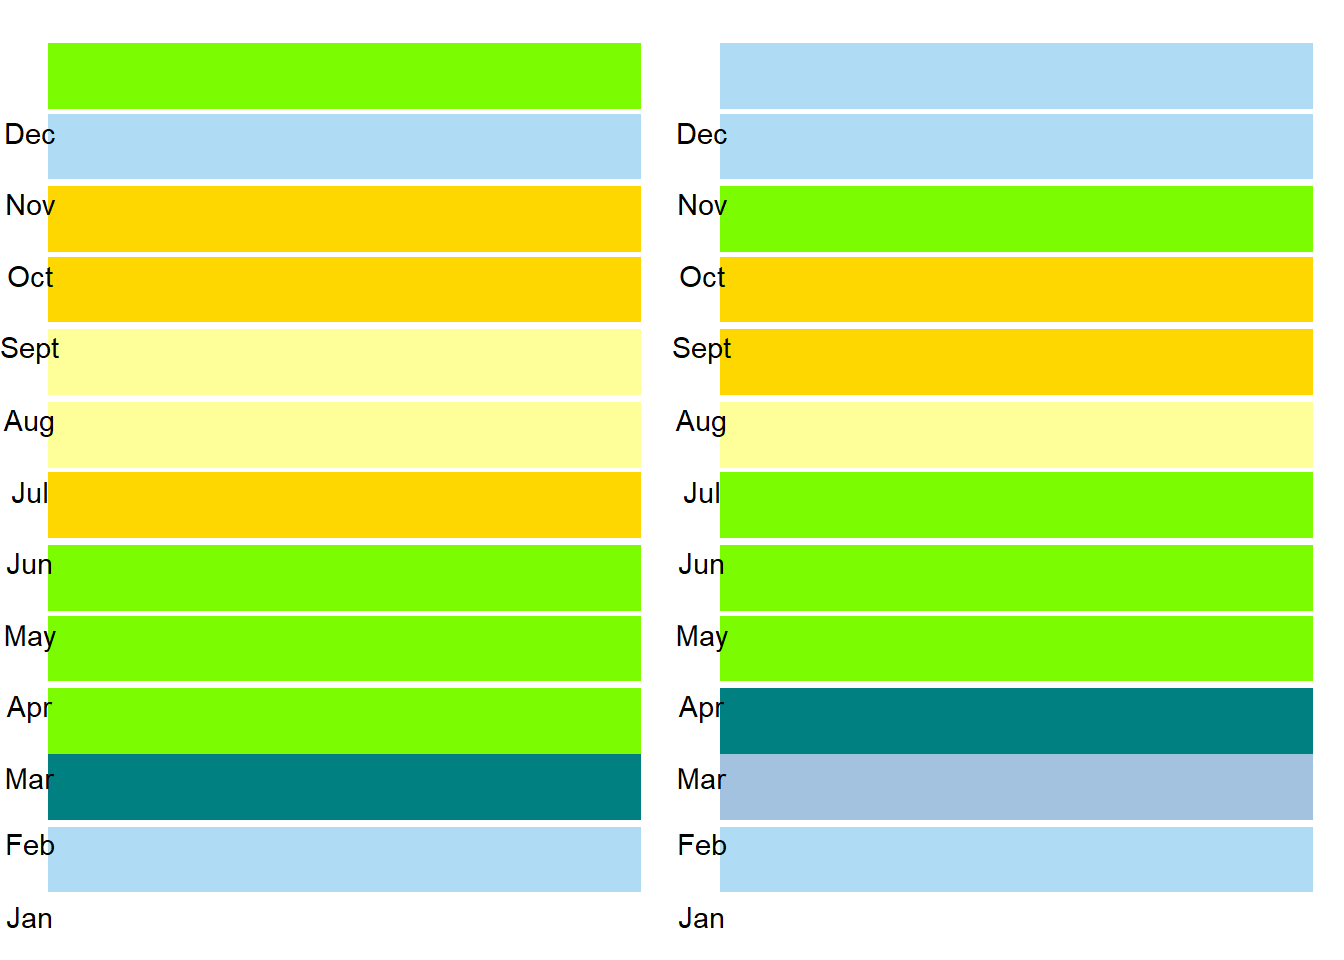 Dec
Nov
Oct
Sept
Aug
Jul
Jun
May
Apr
Mar
Feb
Jan
Dec
Nov
Oct
Sept
Aug
Jul
Jun
May
Apr
Mar
Feb
Jan